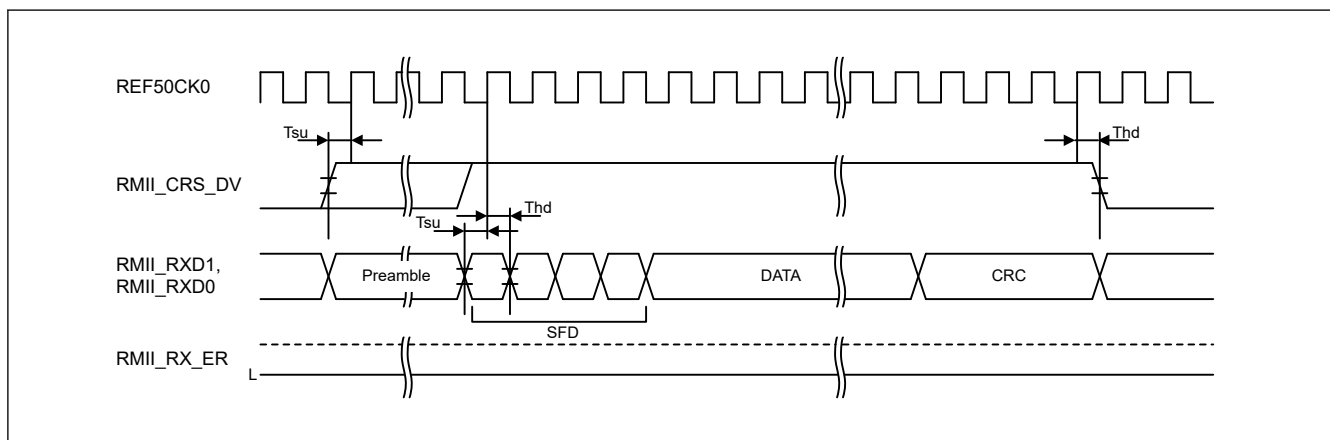 REF50CK0
Tsu
Thd
RMII_CRS_DV
Tsu
Thd
RMII_RXD1,
RMII_RXD0
Preamble
DATA
CRC
SFD
RMII_RX_ER
L